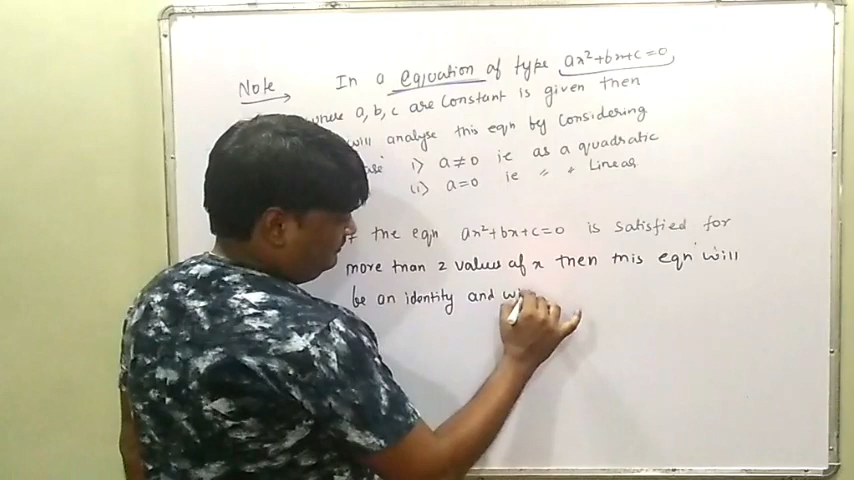 Note In a equation of type ax²+bx+c=0
where a, b, c are constant is given then
will analyse this eqn by considering
i) a≠0 ie as a quadratic
(ii) a=0 ie " " Linear
the eqn ax²+bx+c=0 is satisfied for
more than 2 values of x then this eqn will
be an identity and wi